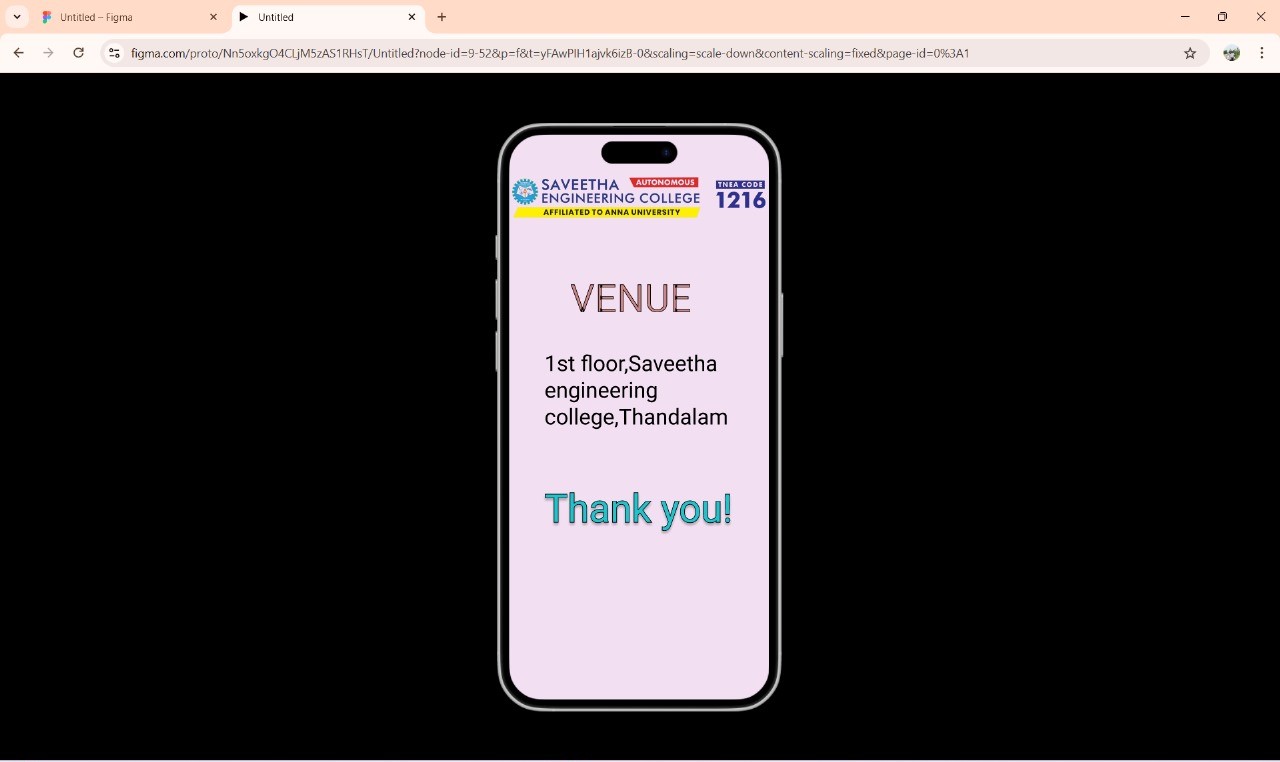 Untitled – Figma
Untitled
figma.com/proto/Nn5oxkgO4CLjM5zAS1RHsT/Untitled?node-id=9-52&p=f&t=yFAwPIH1ajvk6izB-0&scaling=scale-down&content-scaling=fixed&page-id=0%3A1
SAVEETHA AUTONOMOUS
ENGINEERING COLLEGE
AFFILIATED TO ANNA UNIVERSITY
TNEA CODE
1216
VENUE
1st floor,Saveetha
engineering
college,Thandalam
Thank you!